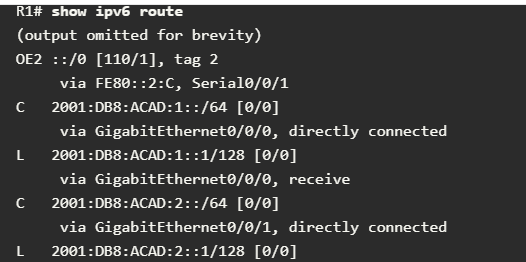 R1# show ipv6 route
(output omitted for brevity)
OE2 ::/0 [110/1], tag 2
via FE80::2:C, Serial0/0/1
C 2001:DB8:ACAD:1::/64 [0/0]
via GigabitEthernet0/0/0, directly connected
L 2001:DB8:ACAD:1::1/128 [0/0]
via GigabitEthernet0/0/0, receive
C 2001:DB8:ACAD:2::/64 [0/0]
via GigabitEthernet0/0/1, directly connected
L 2001:DB8:ACAD:2::1/128 [0/0]